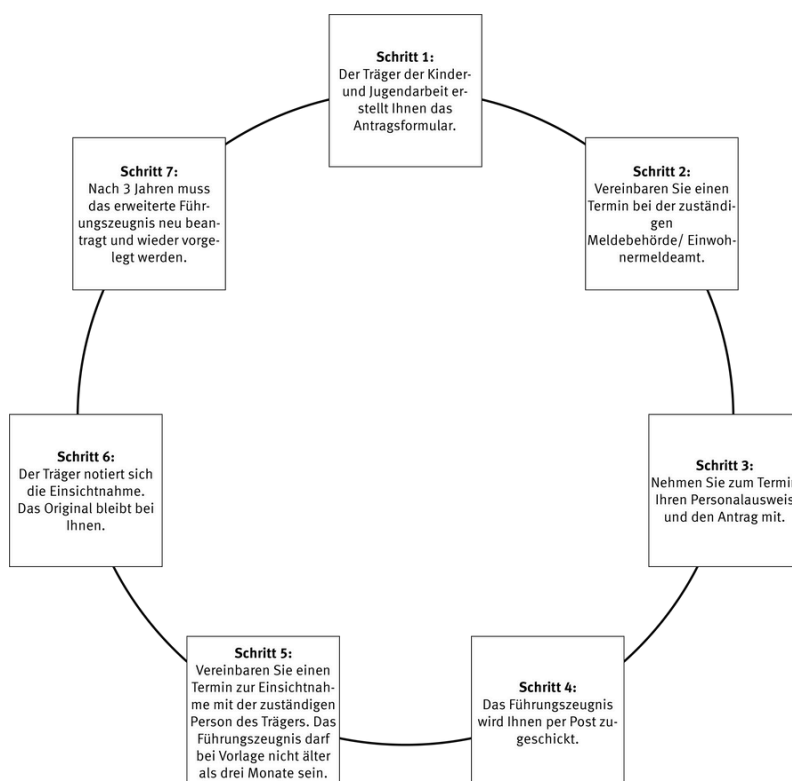 Schritt 1:
Der Träger der Kinder-
und Jugendarbeit er-
stellt Ihnen das
Antragsformular.
Schritt 2:
Vereinbaren Sie einen
Termin bei der zuständi-
gen
Meldebehörde/ Einwoh-
nermeldeamt.
Schritt 3:
Nehmen Sie zum Termin
Ihren Personalausweis
und den Antrag mit.
Schritt 4:
Das Führungszeugnis
wird Ihnen per Post zu-
geschickt.
Schritt 5:
Vereinbaren Sie einen
Termin zur Einsichtnah-
me mit der zuständigen
Person des Trägers. Das
Führungszeugnis darf
bei Vorlage nicht älter
als drei Monate sein.
Schritt 6:
Der Träger notiert sich
die Einsichtnahme.
Das Original bleibt bei
Ihnen.
Schritt 7:
Nach 3 Jahren muss
das erweiterte Füh-
rungszeugnis neu bean-
tragt und wieder vorge-
legt werden.